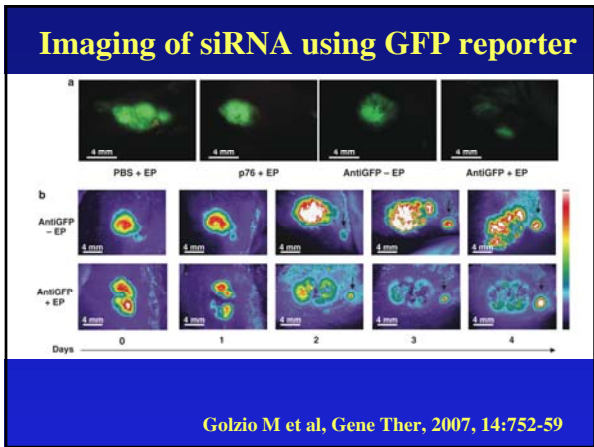 Imaging of siRNA using GFP reporter
a
4 mm 4 mm 4 mm 4 mm
PBS + EP p76 + EP AntiGFP – EP AntiGFP + EP
b
AntiGFP
– EP
4 mm 4 mm 4 mm 4 mm 4 mm
AntiGFP
+ EP
4 mm 4 mm 4 mm 4 mm 4 mm
0 1 2 3 4
Days
Golzio M et al, Gene Ther, 2007, 14:752-59